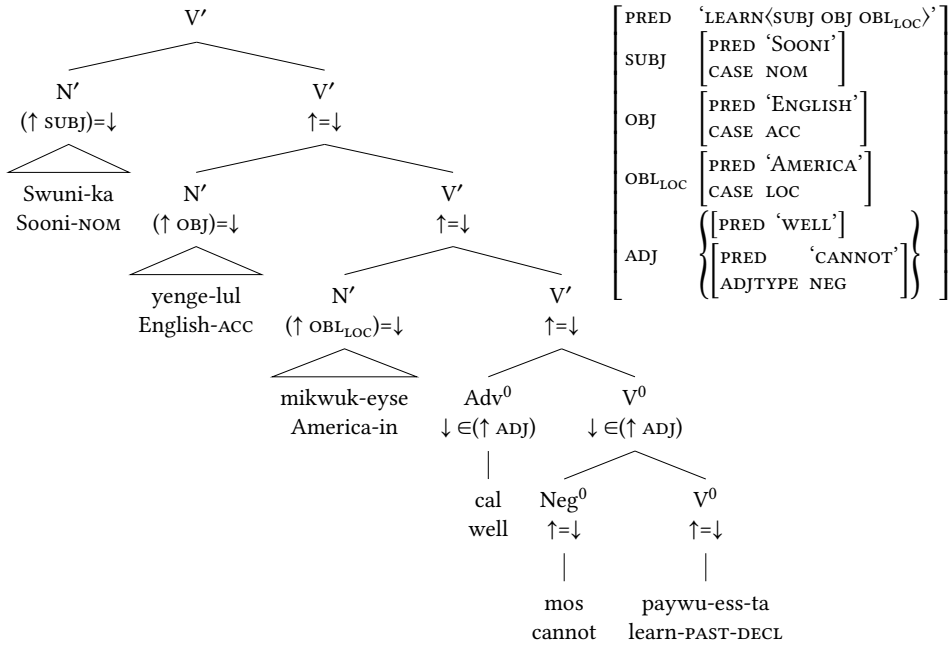 V′
N′ V′
(↑ SUBJ)=↓ ↑=↓
Swuni-ka
Sooni-NOM
N′ V′
(↑ OBJ)=↓ ↑=↓
yenge-lul
English-ACC
N′ V′
(↑ OBL_LOC)=↓ ↑=↓
mikwuk-eyse
America-in
Adv⁰ V⁰
↓ ∈(↑ ADJ) ↓ ∈(↑ ADJ)
cal
well
Neg⁰ V⁰
↑=↓ ↑=↓
mos paywu-ess-ta
cannot learn-PAST-DECL
PRED ‘LEARN⟨SUBJ OBJ OBL_LOC⟩’
SUBJ [PRED ‘SOONI’
CASE NOM]
OBJ [PRED ‘ENGLISH’
CASE ACC]
OBL_LOC [PRED ‘AMERICA’
CASE LOC]
ADJ {[PRED ‘WELL’]
[PRED ‘CANNOT’
ADJTYPE NEG]}